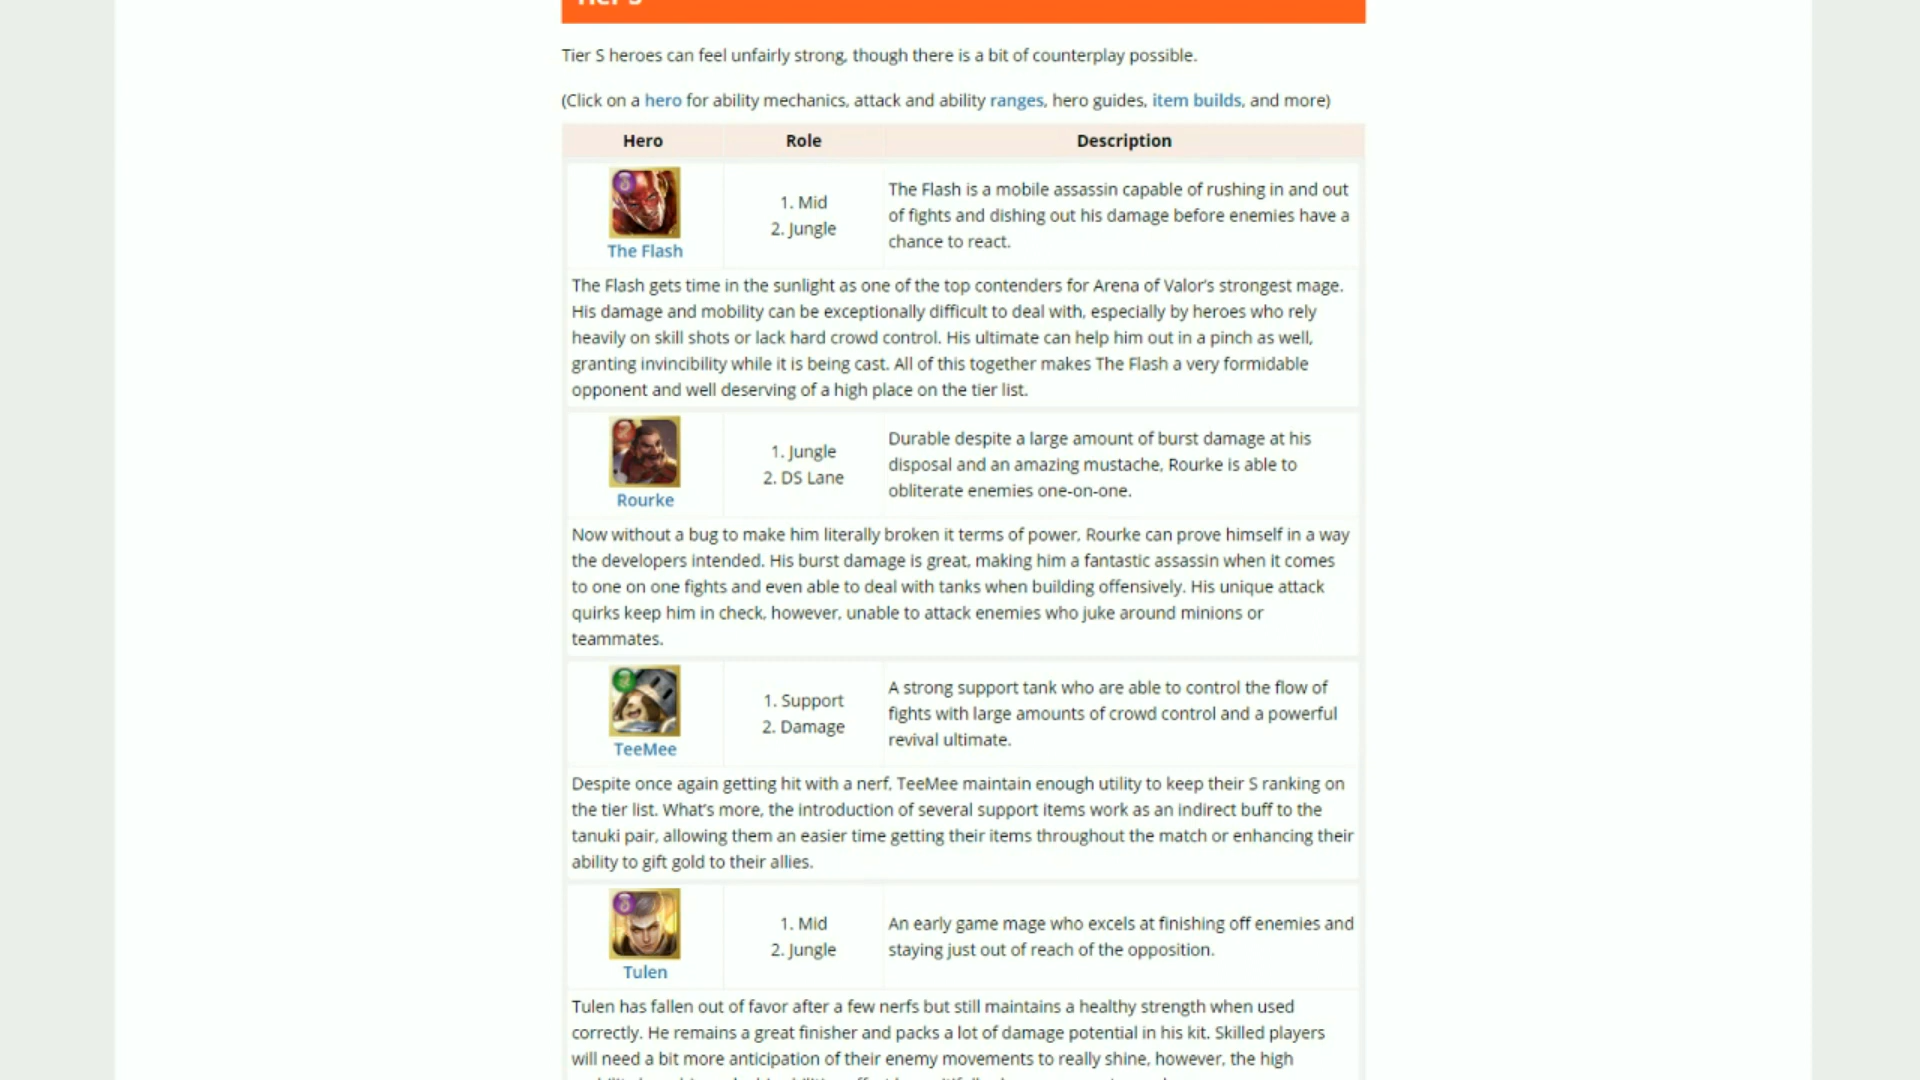 Tier S
Tier S heroes can feel unfairly strong, though there is a bit of counterplay possible.
(Click on a hero for ability mechanics, attack and ability ranges, hero guides, item builds, and more)
Hero Role Description
The Flash
1. Mid
2. Jungle
The Flash is a mobile assassin capable of rushing in and out
of fights and dishing out his damage before enemies have a
chance to react.
The Flash gets time in the sunlight as one of the top contenders for Arena of Valor's strongest mage.
His damage and mobility can be exceptionally difficult to deal with, especially by heroes who rely
heavily on skill shots or lack hard crowd control. His ultimate can help him out in a pinch as well,
granting invincibility while it is being cast. All of this together makes The Flash a very formidable
opponent and well deserving of a high place on the tier list.
Rourke
1. Jungle
2. DS Lane
Durable despite a large amount of burst damage at his
disposal and an amazing mustache, Rourke is able to
obliterate enemies one-on-one.
Now without a bug to make him literally broken it terms of power, Rourke can prove himself in a way
the developers intended. His burst damage is great, making him a fantastic assassin when it comes
to one on one fights and even able to deal with tanks when building offensively. His unique attack
quirks keep him in check, however, unable to attack enemies who juke around minions or
teammates.
TeeMee
1. Support
2. Damage
A strong support tank who are able to control the flow of
fights with large amounts of crowd control and a powerful
revival ultimate.
Despite once again getting hit with a nerf, TeeMee maintain enough utility to keep their S ranking on
the tier list. What's more, the introduction of several support items work as an indirect buff to the
tanuki pair, allowing them an easier time getting their items throughout the match or enhancing their
ability to gift gold to their allies.
Tulen
1. Mid
2. Jungle
An early game mage who excels at finishing off enemies and
staying just out of reach of the opposition.
Tulen has fallen out of favor after a few nerfs but still maintains a healthy strength when used
correctly. He remains a great finisher and packs a lot of damage potential in his kit. Skilled players
will need a bit more anticipation of their enemy movements to really shine, however, the high